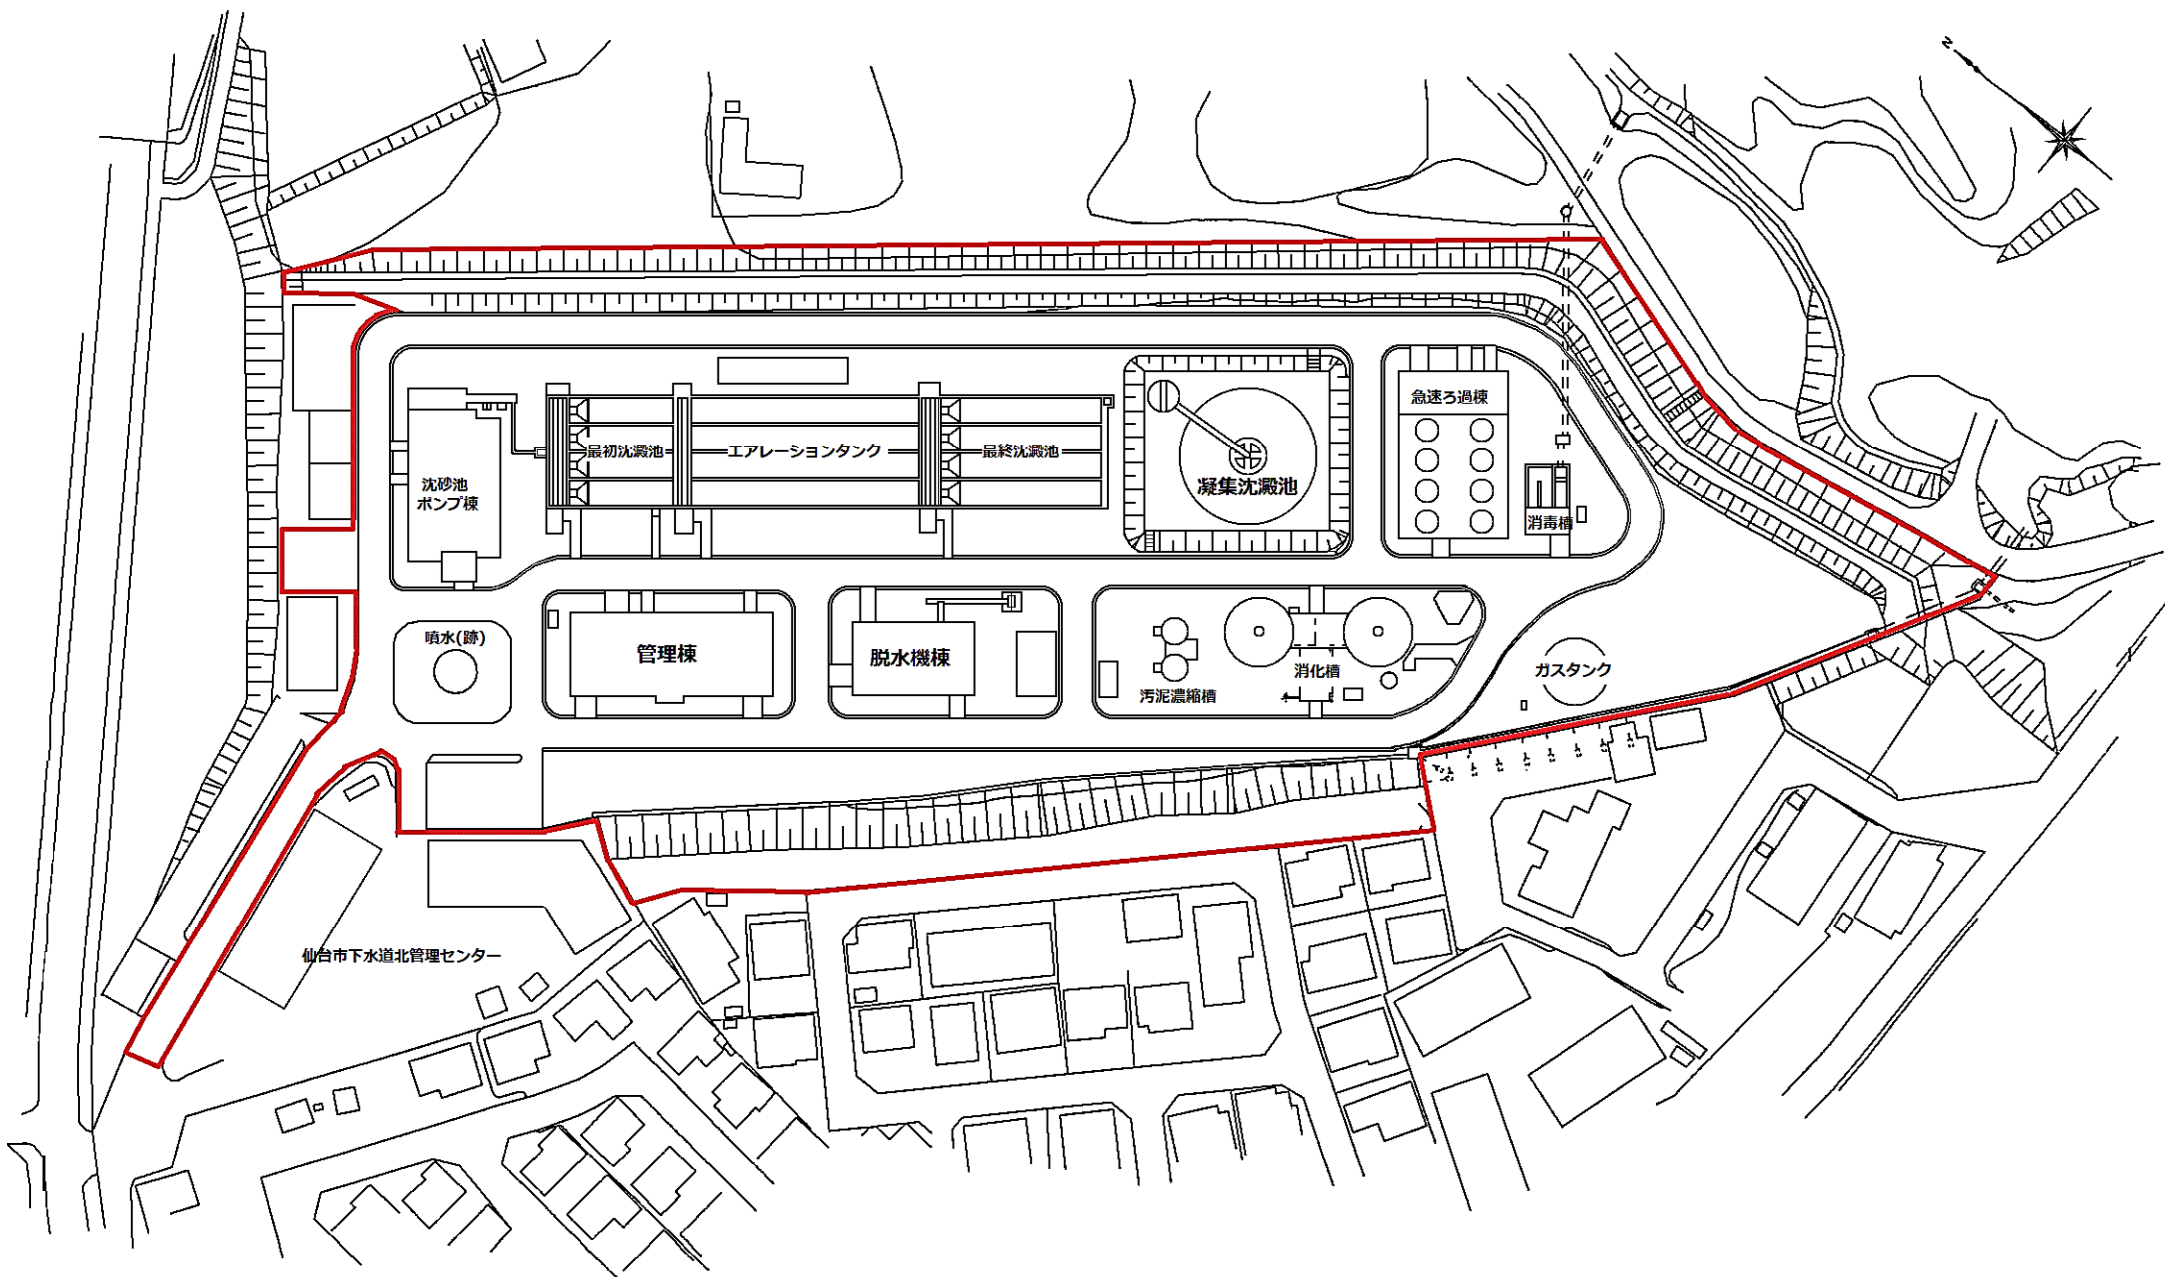 N
急速ろ過棟
最初沈澱池
エアレーションタンク
最終沈澱池
沈砂池
ポンプ棟
凝集沈澱池
消毒槽
噴水(跡)
管理棟
脱水機棟
汚泥濃縮槽
消化槽
ガスタンク
仙台市下水道北管理センター